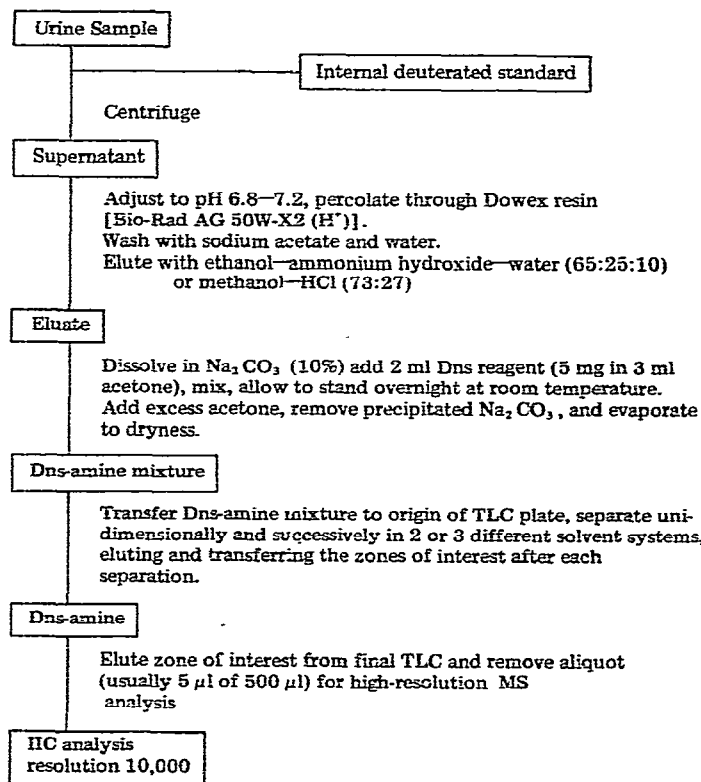 Urine Sample
Internal deuterated standard
Centrifuge
Supernatant
Adjust to pH 6.8—7.2, percolate through Dowex resin
[Bio-Rad AG 50W-X2 (H⁺)].
Wash with sodium acetate and water.
Elute with ethanol—ammonium hydroxide—water (65:25:10)
or methanol—HCl (73:27)
Eluate
Dissolve in Na₂CO₃ (10%) add 2 ml Dns reagent (5 mg in 3 ml
acetone), mix, allow to stand overnight at room temperature.
Add excess acetone, remove precipitated Na₂CO₃, and evaporate
to dryness.
Dns-amine mixture
Transfer Dns-amine mixture to origin of TLC plate, separate uni-
dimensionally and successively in 2 or 3 different solvent systems,
eluting and transferring the zones of interest after each
separation.
Dns-amine
Elute zone of interest from final TLC and remove aliquot
(usually 5 μl of 500 μl) for high-resolution MS
analysis
IIC analysis
resolution 10,000